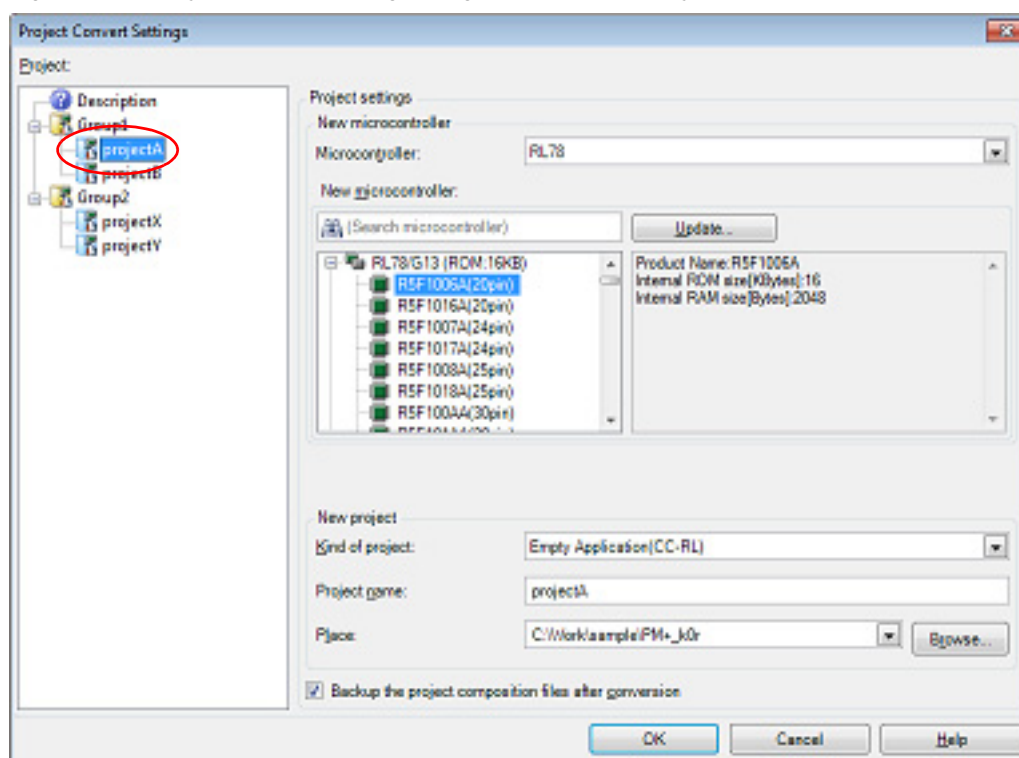 Project Convert Settings
Project:
Description
Group1
projectA
projectB
Group2
projectX
projectY
Project settings
New microcontroller
Microcontroller:
RL78
New microcontroller:
(Search microcontroller)
Update...
RL78/G13 (ROM:16KB)
R5F1006A(20pin)
R5F1016A(20pin)
R5F1007A(24pin)
R5F1017A(24pin)
R5F1008A(25pin)
R5F1018A(25pin)
R5F100AA(30pin)
Product Name:R5F1006A
Internal ROM size[KBytes]:16
Internal RAM size[Bytes]:2048
New project
Kind of project:
Empty Application(CC-RL)
Project name:
projectA
Place:
C:\Work\sample\PM+_k0r
Browse...
Backup the project composition files after conversion
OK
Cancel
Help